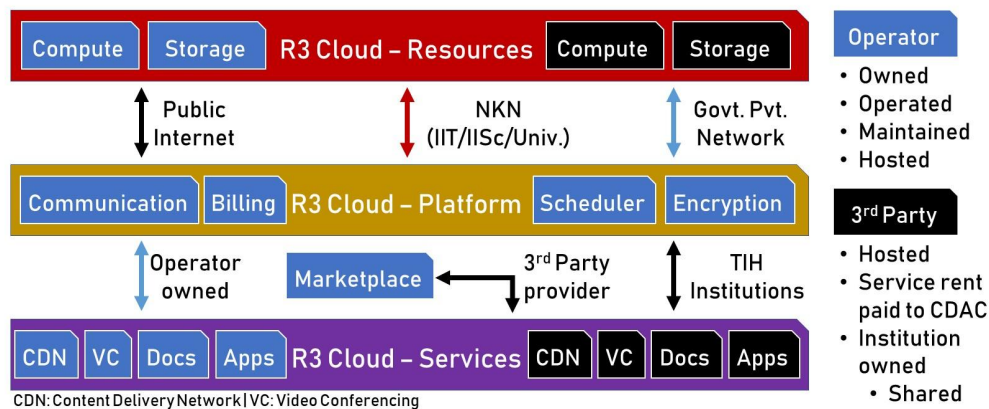 Compute Storage R3 Cloud – Resources Compute Storage
Public
Internet
NKN
(IIT/IISc/Univ.)
Govt. Pvt.
Network
Communication Billing R3 Cloud – Platform Scheduler Encryption
Operator
owned
Marketplace
3rd Party
provider
TIH
Institutions
CDN VC Docs Apps R3 Cloud – Services CDN VC Docs Apps
CDN: Content Delivery Network | VC: Video Conferencing
Operator
• Owned
• Operated
• Maintained
• Hosted
3rd Party
• Hosted
• Service rent
paid to CDAC
• Institution
owned
• Shared